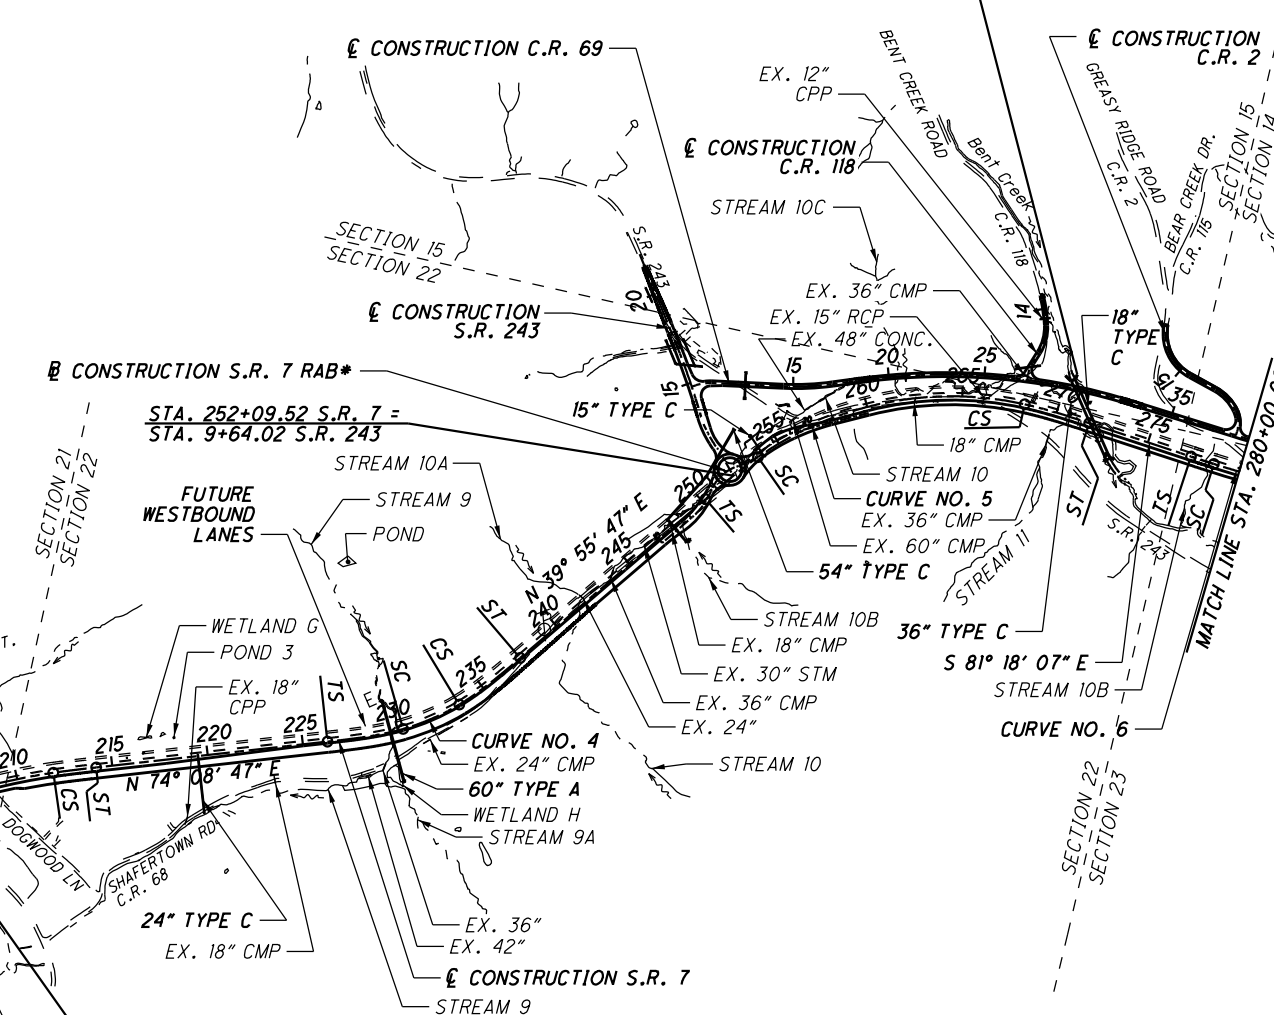 ℄ CONSTRUCTION C.R. 69
℄ CONSTRUCTION
C.R. 2
EX. 12"
CPP
BENT CREEK ROAD
Bent Creek
C.R. 118
GREASY RIDGE ROAD
C.R. 2
BEAR CREEK DR.
C.R. 115
SECTION 15
SECTION 14
℄ CONSTRUCTION
C.R. 118
STREAM 10C
SECTION 15
SECTION 22
S.R. 243
20
15
EX. 36" CMP
EX. 15" RCP
EX. 48" CONC.
14
18"
TYPE
C
℄ CONSTRUCTION
S.R. 243
15
20
25
15
35
B CONSTRUCTION S.R. 7 RAB*
STA. 252+09.52 S.R. 7 =
STA. 9+64.02 S.R. 243
15" TYPE C
255
260
265
270
275
CS
18" CMP
STREAM 10A
STREAM 10
SC
SECTION 21
SECTION 22
FUTURE
WESTBOUND
LANES
STREAM 9
POND
250
TS
CURVE NO. 5
EX. 36" CMP
EX. 60" CMP
54" TYPE C
STREAM 11
ST
TS
SC
S.R. 243
MATCH LINE STA. 280+00.0
N 39° 55' 47" E
245
240
ST
STREAM 10B
36" TYPE C
S 81° 18' 07" E
STREAM 10B
CURVE NO. 6
EX. 18" CMP
EX. 30" STM
EX. 36" CMP
EX. 24"
T.
WETLAND G
POND 3
EX. 18"
CPP
TS
SC
CS
235
230
225
220
215
210
CURVE NO. 4
EX. 24" CMP
60" TYPE A
WETLAND H
STREAM 9A
STREAM 10
N 74° 08' 47" E
CS
ST
DOGWOOD LN
SHAFERTOWN RD
C.R. 68
SECTION 22
SECTION 23
24" TYPE C
EX. 18" CMP
EX. 36"
EX. 42"
℄ CONSTRUCTION S.R. 7
STREAM 9